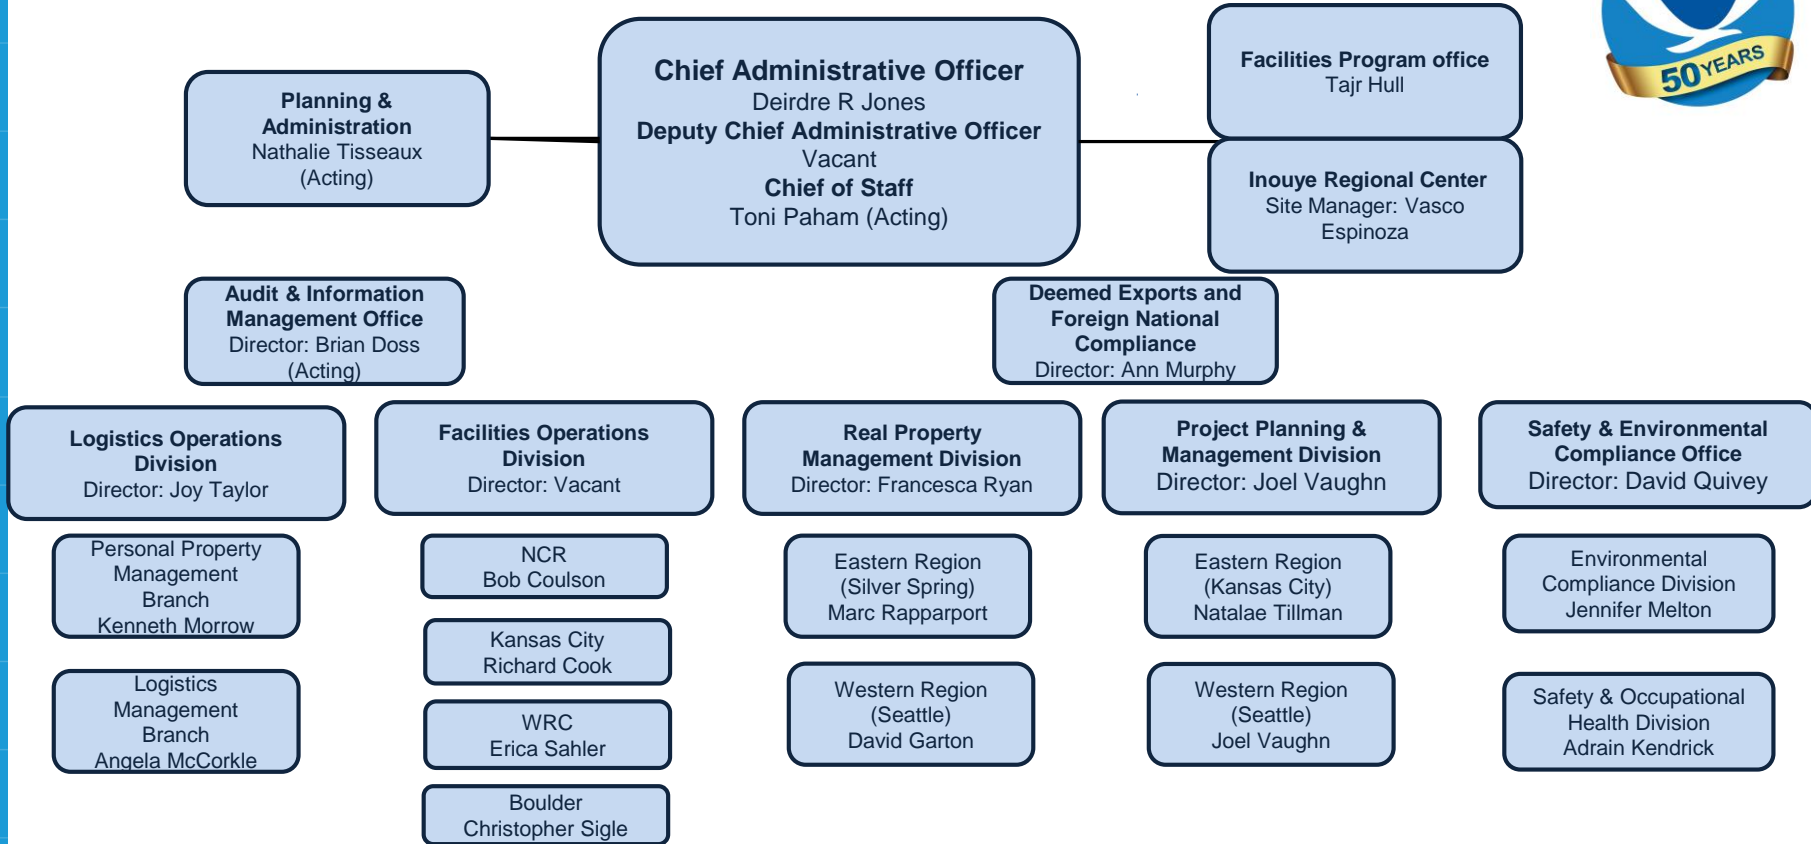 Planning &
Administration
Nathalie Tisseaux
(Acting)
Chief Administrative Officer
Deirdre R Jones
Deputy Chief Administrative Officer
Vacant
Chief of Staff
Toni Paham (Acting)
Facilities Program office
Tajr Hull
Inouye Regional Center
Site Manager: Vasco
Espinoza
50 YEARS
Audit & Information
Management Office
Director: Brian Doss
(Acting)
Deemed Exports and
Foreign National
Compliance
Director: Ann Murphy
Logistics Operations
Division
Director: Joy Taylor
Facilities Operations
Division
Director: Vacant
Real Property
Management Division
Director: Francesca Ryan
Project Planning &
Management Division
Director: Joel Vaughn
Safety & Environmental
Compliance Office
Director: David Quivey
Personal Property
Management
Branch
Kenneth Morrow
Logistics
Management
Branch
Angela McCorkle
NCR
Bob Coulson
Kansas City
Richard Cook
WRC
Erica Sahler
Boulder
Christopher Sigle
Eastern Region
(Silver Spring)
Marc Rapparport
Western Region
(Seattle)
David Garton
Eastern Region
(Kansas City)
Natalae Tillman
Western Region
(Seattle)
Joel Vaughn
Environmental
Compliance Division
Jennifer Melton
Safety & Occupational
Health Division
Adrain Kendrick